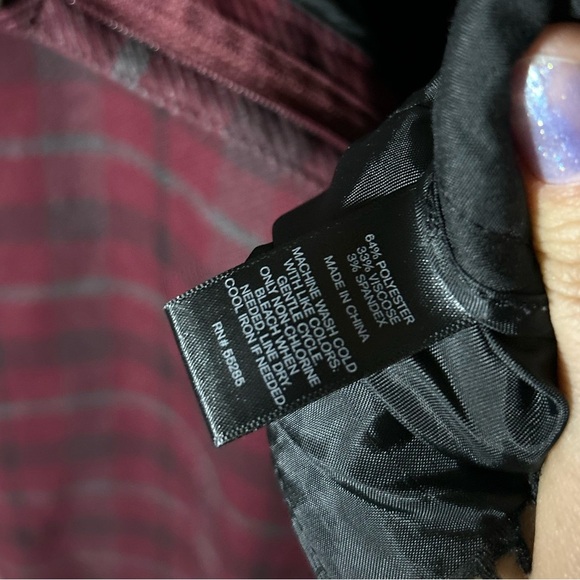 64% POLYESTER
33% VISCOSE
3% SPANDEX
MADE IN CHINA
MACHINE WASH COLD
WITH LIKE COLORS.
GENTLE CYCLE.
ONLY NON-CHLORINE
BLEACH WHEN
NEEDED. LINE DRY.
COOL IRON IF NEEDED.
RN# 55285